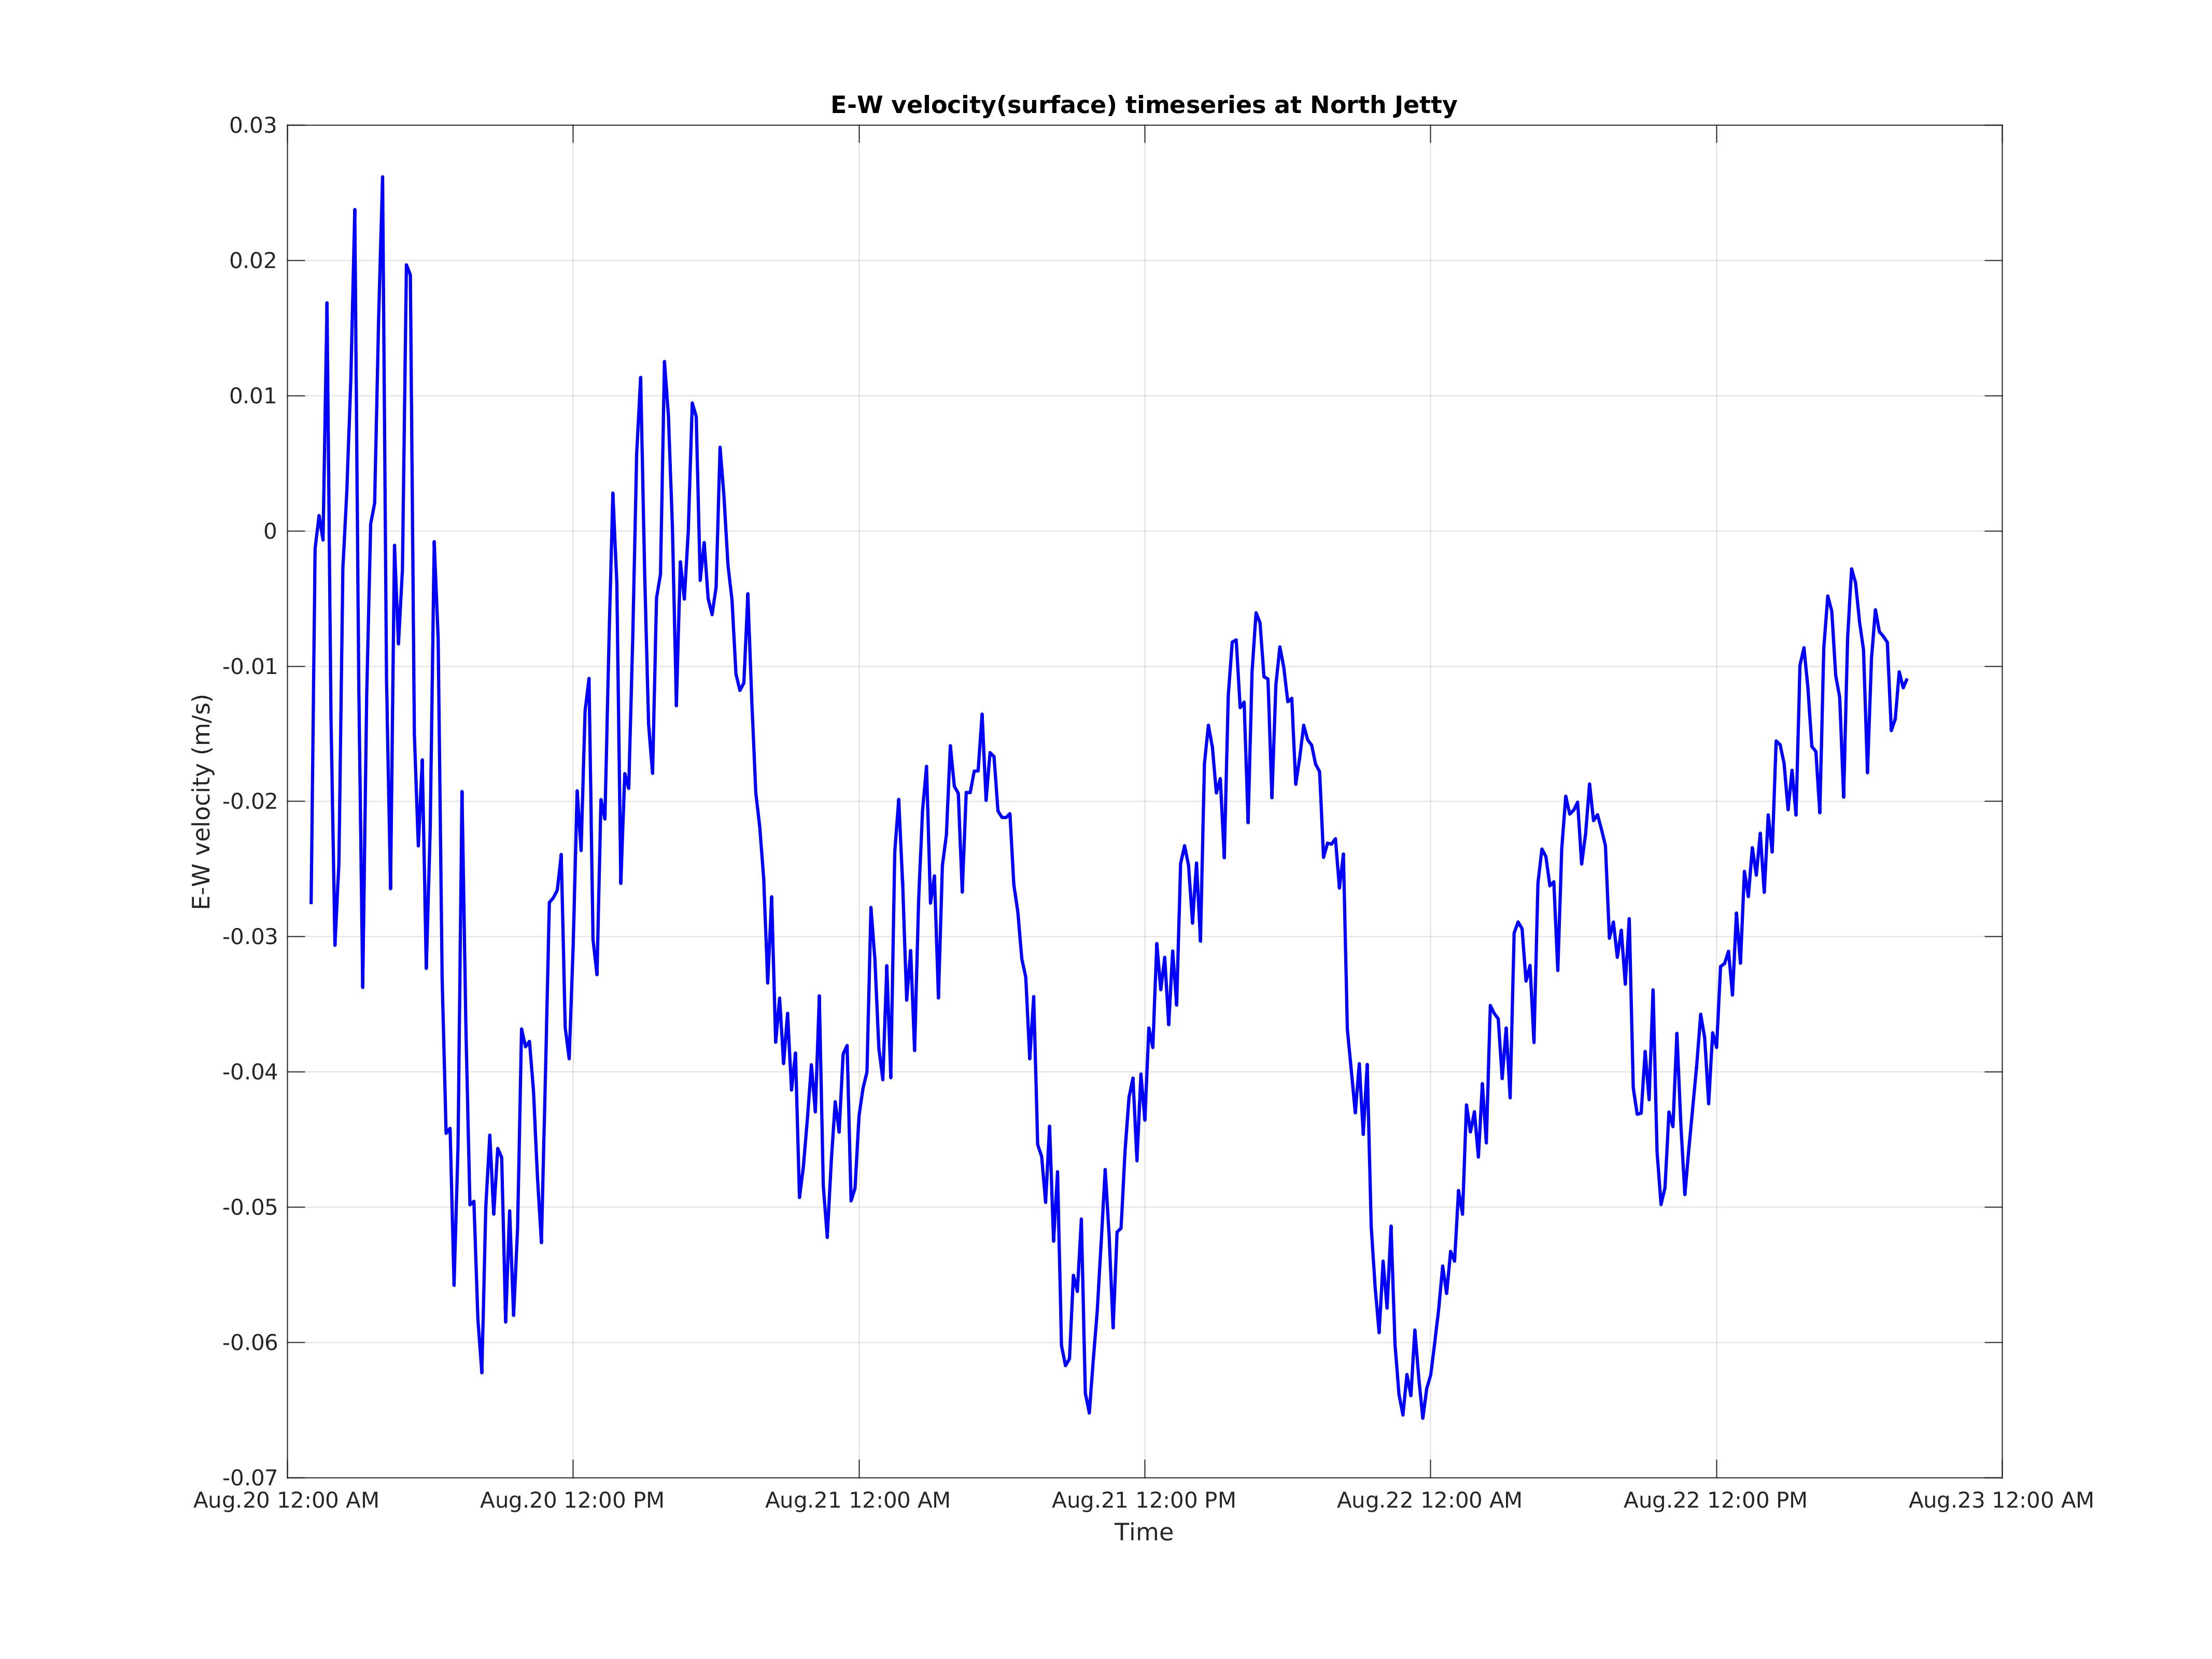 E-W velocity(surface) timeseries at North Jetty
0.03
0.02
0.01
0
-0.01
-0.02
-0.03
-0.04
-0.05
-0.06
-0.07
E-W velocity (m/s)
Aug.20 12:00 AM Aug.20 12:00 PM Aug.21 12:00 AM Aug.21 12:00 PM Aug.22 12:00 AM Aug.22 12:00 PM Aug.23 12:00 AM
Time